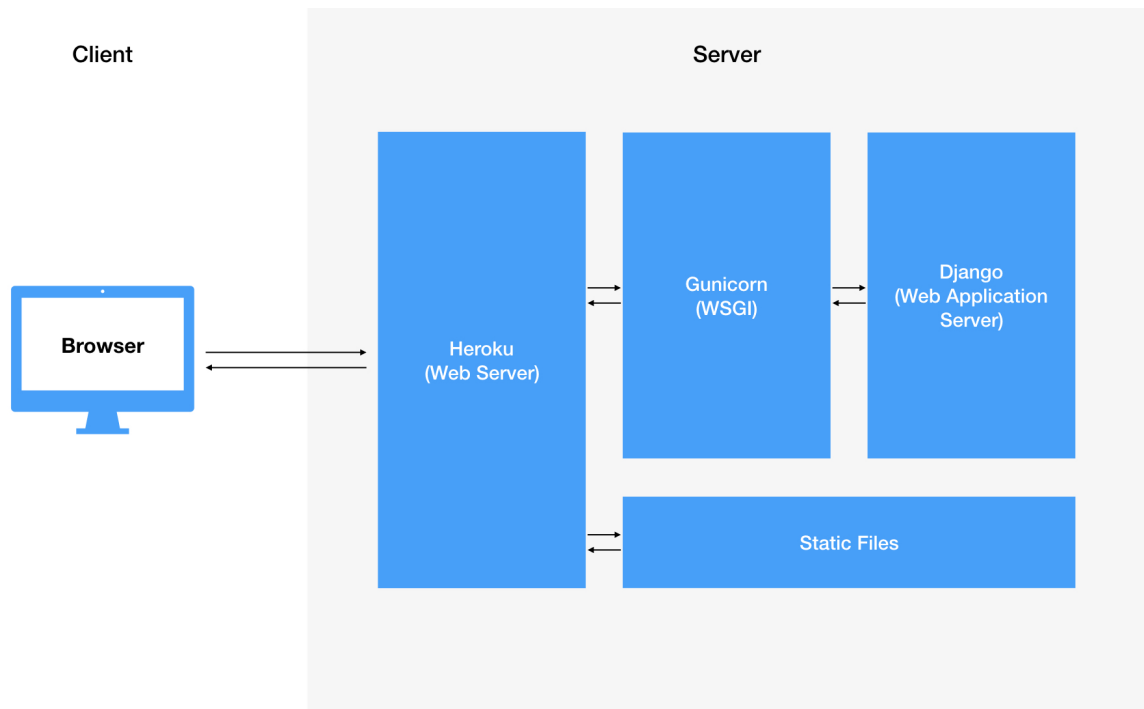 Client
Server
Browser
Heroku
(Web Server)
Gunicorn
(WSGI)
Django
(Web Application
Server)
Static Files